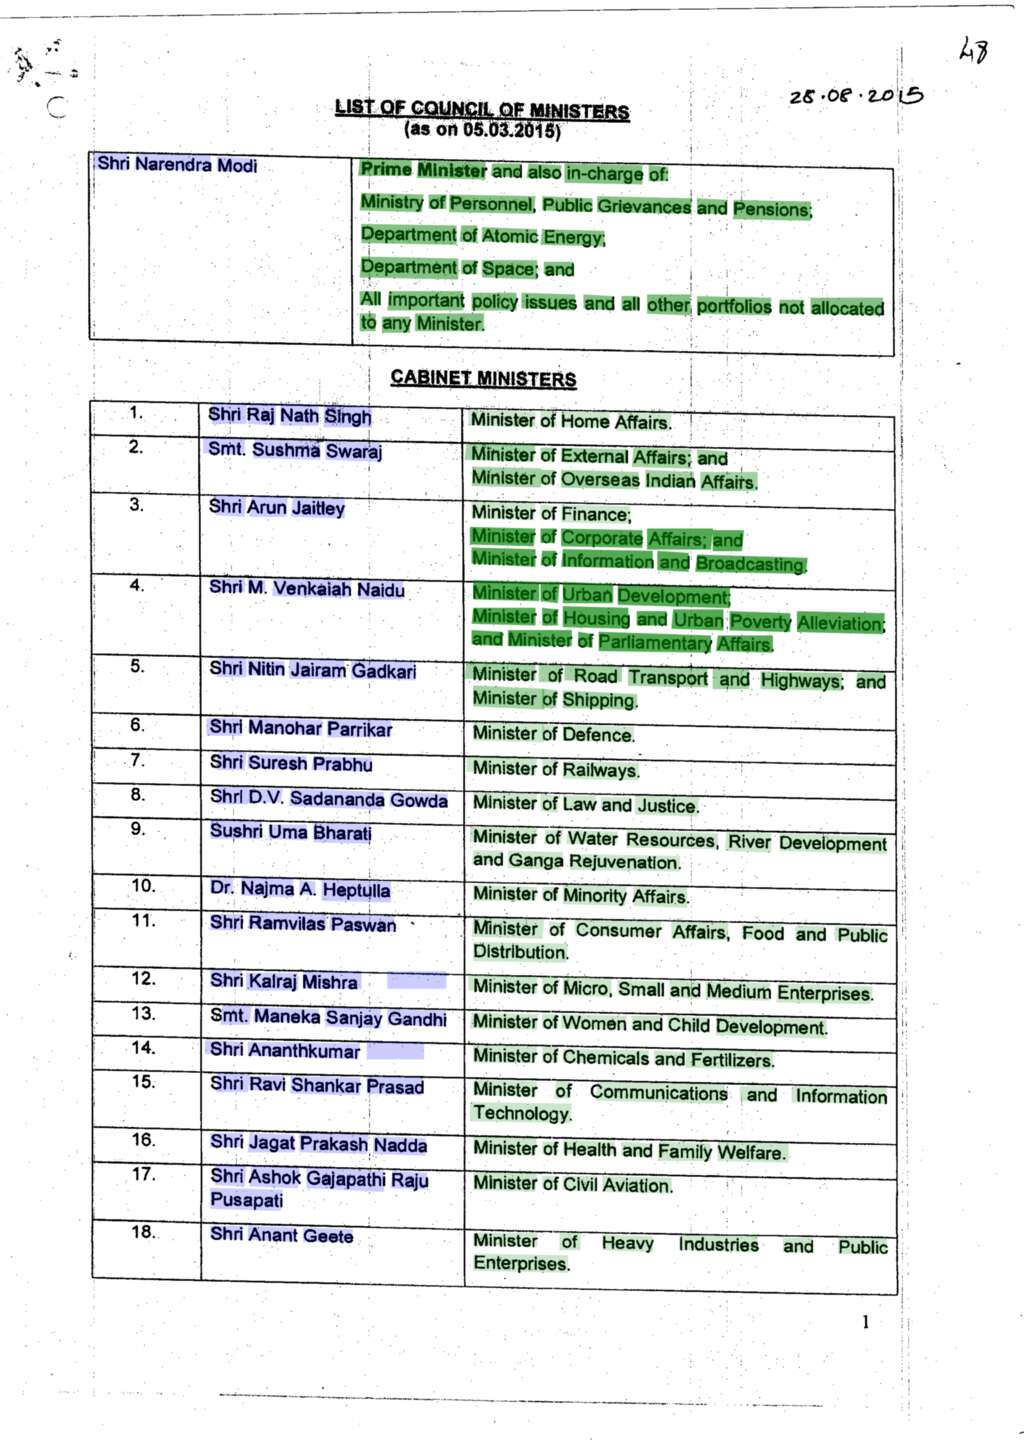 48
28.08.2015
LIST OF COUNCIL OF MINISTERS
(as on 05.03.2015)
Shri Narendra Modi
Prime Minister and also in-charge of:
Ministry of Personnel, Public Grievances and Pensions;
Department of Atomic Energy;
Department of Space; and
All important policy issues and all other portfolios not allocated
to any Minister.
CABINET MINISTERS
1. Shri Raj Nath Singh Minister of Home Affairs.
2. Smt. Sushma Swaraj Minister of External Affairs; and
Minister of Overseas Indian Affairs.
3. Shri Arun Jaitley Minister of Finance;
Minister of Corporate Affairs; and
Minister of Information and Broadcasting.
4. Shri M. Venkaiah Naidu Minister of Urban Development;
Minister of Housing and Urban Poverty Alleviation;
and Minister of Parliamentary Affairs.
5. Shri Nitin Jairam Gadkari Minister of Road Transport and Highways; and
Minister of Shipping.
6. Shri Manohar Parrikar Minister of Defence.
7. Shri Suresh Prabhu Minister of Railways.
8. Shri D.V. Sadananda Gowda Minister of Law and Justice.
9. Sushri Uma Bharati Minister of Water Resources, River Development
and Ganga Rejuvenation.
10. Dr. Najma A. Heptulla Minister of Minority Affairs.
11. Shri Ramvilas Paswan Minister of Consumer Affairs, Food and Public
Distribution.
12. Shri Kalraj Mishra Minister of Micro, Small and Medium Enterprises.
13. Smt. Maneka Sanjay Gandhi Minister of Women and Child Development.
14. Shri Ananthkumar Minister of Chemicals and Fertilizers.
15. Shri Ravi Shankar Prasad Minister of Communications and Information
Technology.
16. Shri Jagat Prakash Nadda Minister of Health and Family Welfare.
17. Shri Ashok Gajapathi Raju Minister of Civil Aviation.
Pusapati
18. Shri Anant Geete Minister of Heavy Industries and Public
Enterprises.
1